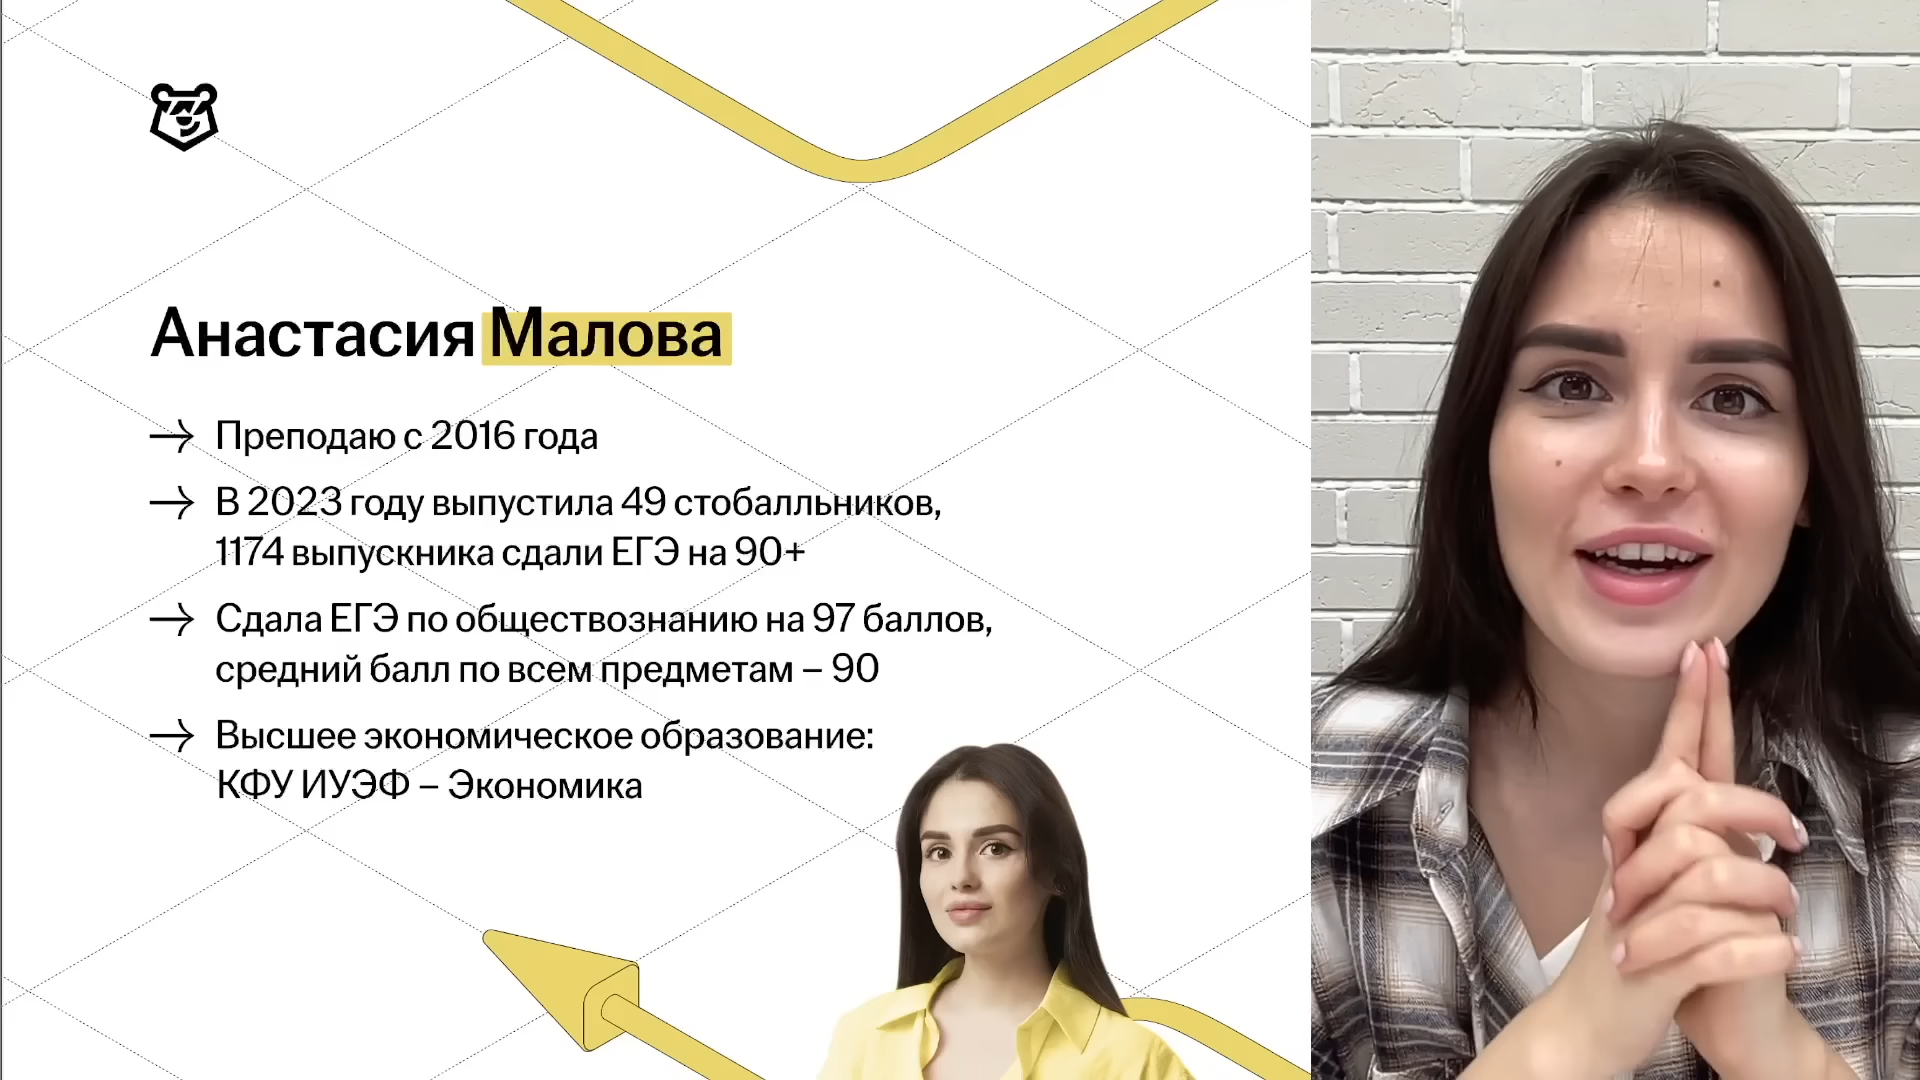 Анастасия Малова
Преподаю с 2016 года
В 2023 году выпустила 49 стобалльников,
1174 выпускника сдали ЕГЭ на 90+
Сдала ЕГЭ по обществознанию на 97 баллов,
средний балл по всем предметам – 90
Высшее экономическое образование:
КФУ ИУЭФ – Экономика